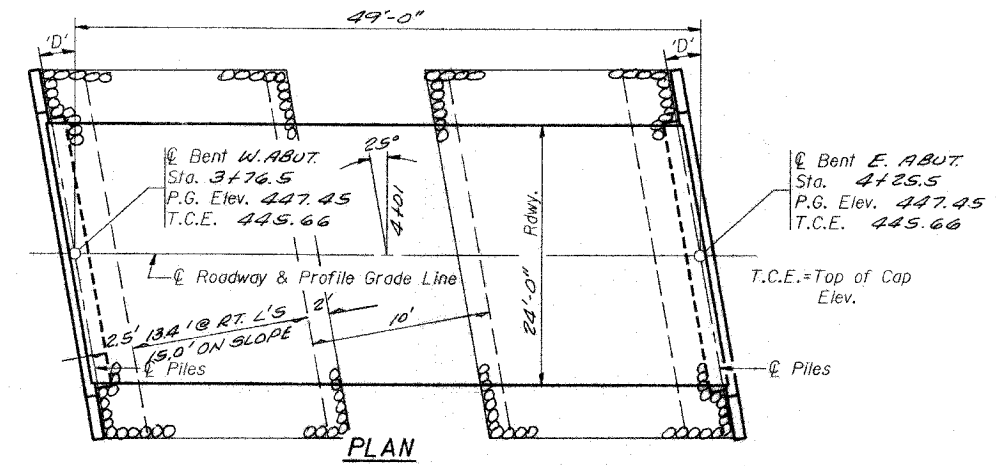 49'-0"
'D'
'D'
25°
4+01
℄ Bent W. ABUT.
Sta. 3+76.5
P.G. Elev. 447.45
T.C.E. 445.66
℄ Bent E. ABUT.
Sta. 4+25.5
P.G. Elev. 447.45
T.C.E. 445.66
24'-0" Rdwy.
℄ Roadway & Profile Grade Line
T.C.E.=Top of Cap
Elev.
2.5'
13.4' @ RT. L'S
15.0' ON SLOPE
2'
10'
℄ Piles
℄ Piles
PLAN